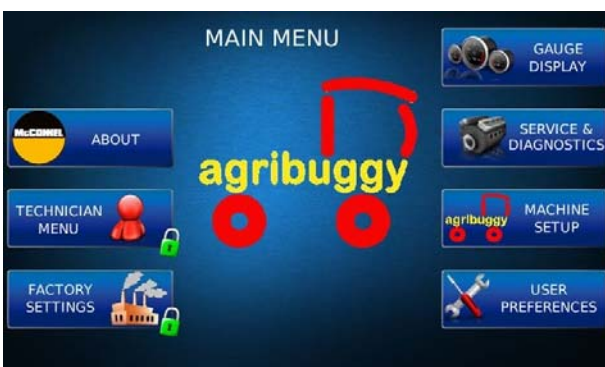 MAIN MENU
GAUGE
DISPLAY
McCONNEL
ABOUT
SERVICE &
DIAGNOSTICS
agribuggy
TECHNICIAN
MENU
agribuggy
MACHINE
SETUP
FACTORY
SETTINGS
USER
PREFERENCES